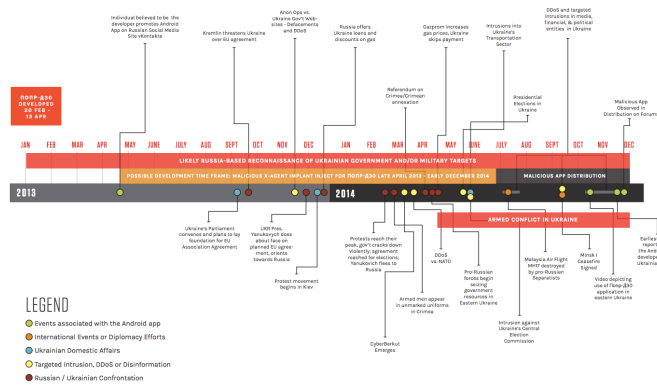 Individual believed to be the
developer promotes Android
App on Russian Social Media
Site vKontakte
Kremlin threatens Ukraine
over EU agreement
Anon Ops vs.
Ukraine Gov't Web-
sites - Defacements
and DDoS
Russia offers
Ukraine loans and
discounts on gas
Gazprom increases
gas prices, Ukraine
skips payment
Intrusions into
Ukraine's
Transportation
Sector
DDoS and targeted
intrusions in media,
financial, & political
entities in Ukraine
Referendum on
Crimea/Crimean
annexation
Presidential
Elections in
Ukraine
Malicious App
Observed in
Distribution on Forums
ПОПР-Д30
DEVELOPED
20 FEB -
13 APR
JAN FEB MAR APR MAY JUNE JULY AUG SEPT OCT NOV DEC JAN FEB MAR APR MAY JUNE JULY AUG SEPT OCT NOV DEC
LIKELY RUSSIA-BASED RECONNAISSANCE OF UKRAINIAN GOVERNMENT AND/OR MILITARY TARGETS
POSSIBLE DEVELOPMENT TIME FRAME: MALICIOUS X-AGENT IMPLANT INJECT FOR ПОПР-Д30 LATE APRIL 2013 - EARLY DECEMBER 2014
MALICIOUS APP DISTRIBUTION
2013
2014
ARMED CONFLICT IN UKRAINE
Ukraine's Parliament
convenes and plans to lay
foundation for EU
Association Agreement
UKR Pres.
Yanukovych does
about face on
planned EU agree-
ment, orients
towards Russia
Protest movement
begins in Kiev
Protests reach their
peak, gov't cracks down
violently; agreement
reached for elections;
Yanukovych flees to
Russia
CyberBerkut
Emerges
Armed men appear
in unmarked uniforms
in Crimea
DDoS
vs. NATO
Pro-Russian
forces begin
seizing
government
resources in
Eastern Ukraine
Intrusion against
Ukraine's Central
Election
Commission
Malaysia Air Flight
MH17 destroyed by
pro-Russian
Separatists
Minsk I
Ceasefire
Signed
Video depicting
use of Попр-Д30
application in
eastern Ukraine
Earlies
report
the And
develop
LEGEND
Events associated with the Android app
International Events or Diplomacy Efforts
Ukrainian Domestic Affairs
Targeted Intrusion, DDoS or Disinformation
Russian / Ukrainian Confrontation